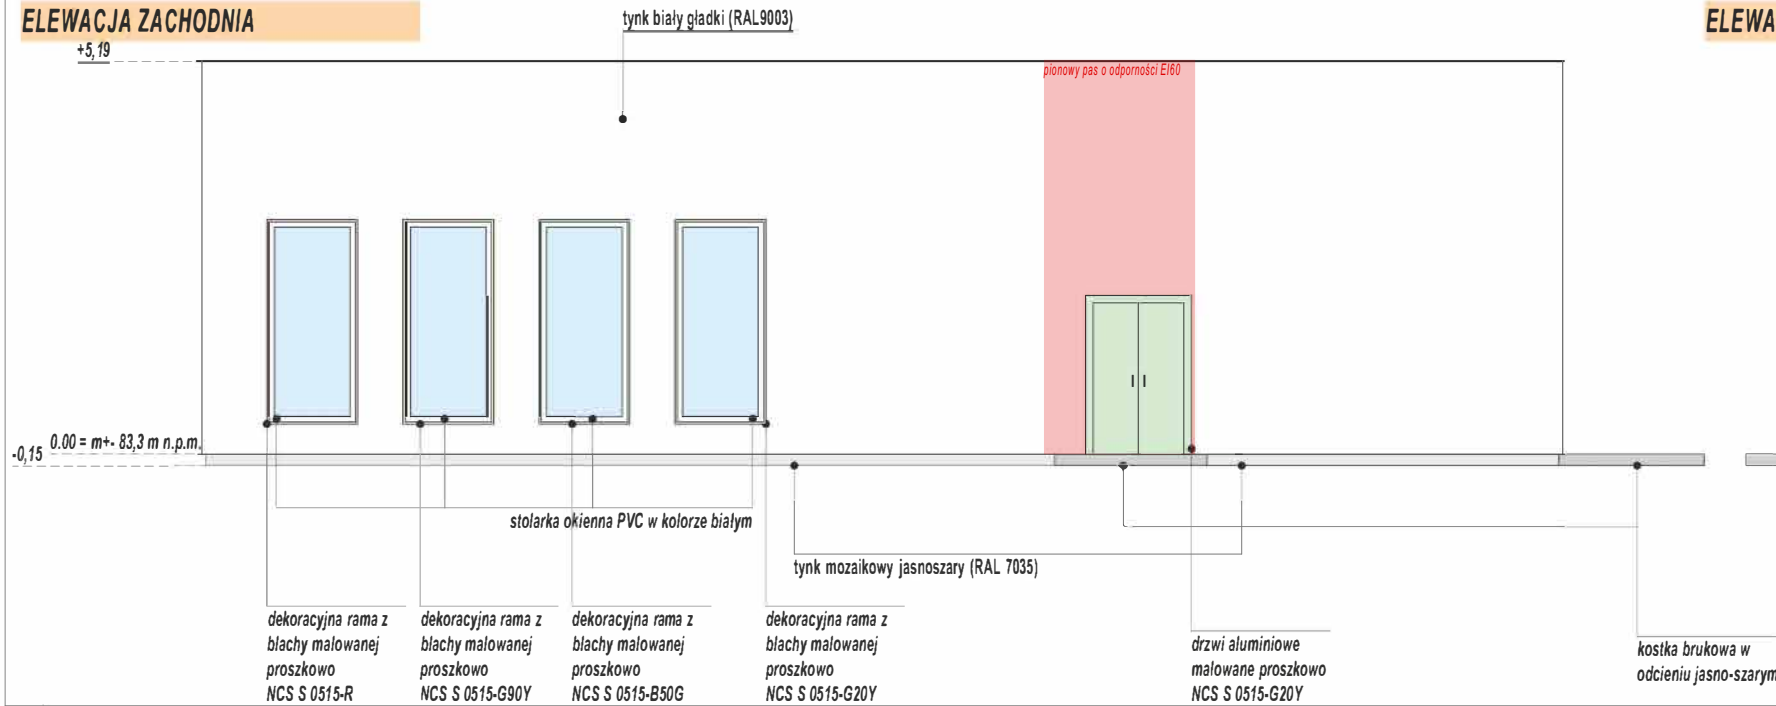 ELEWACJA ZACHODNIA
tynk biały gładki (RAL9003)
ELEWA
+5,19
pionowy pas o odporności EI60
0.00 = m+- 83,3 m n.p.m.
-0,15
stolarka okienna PVC w kolorze białym
tynk mozaikowy jasnoszary (RAL 7035)
dekoracyjna rama z
blachy malowanej
proszkowo
NCS S 0515-R
dekoracyjna rama z
blachy malowanej
proszkowo
NCS S 0515-G90Y
dekoracyjna rama z
blachy malowanej
proszkowo
NCS S 0515-B50G
dekoracyjna rama z
blachy malowanej
proszkowo
NCS S 0515-G20Y
drzwi aluminiowe
malowane proszkowo
NCS S 0515-G20Y
kostka brukowa w
odcieniu jasno-szarym